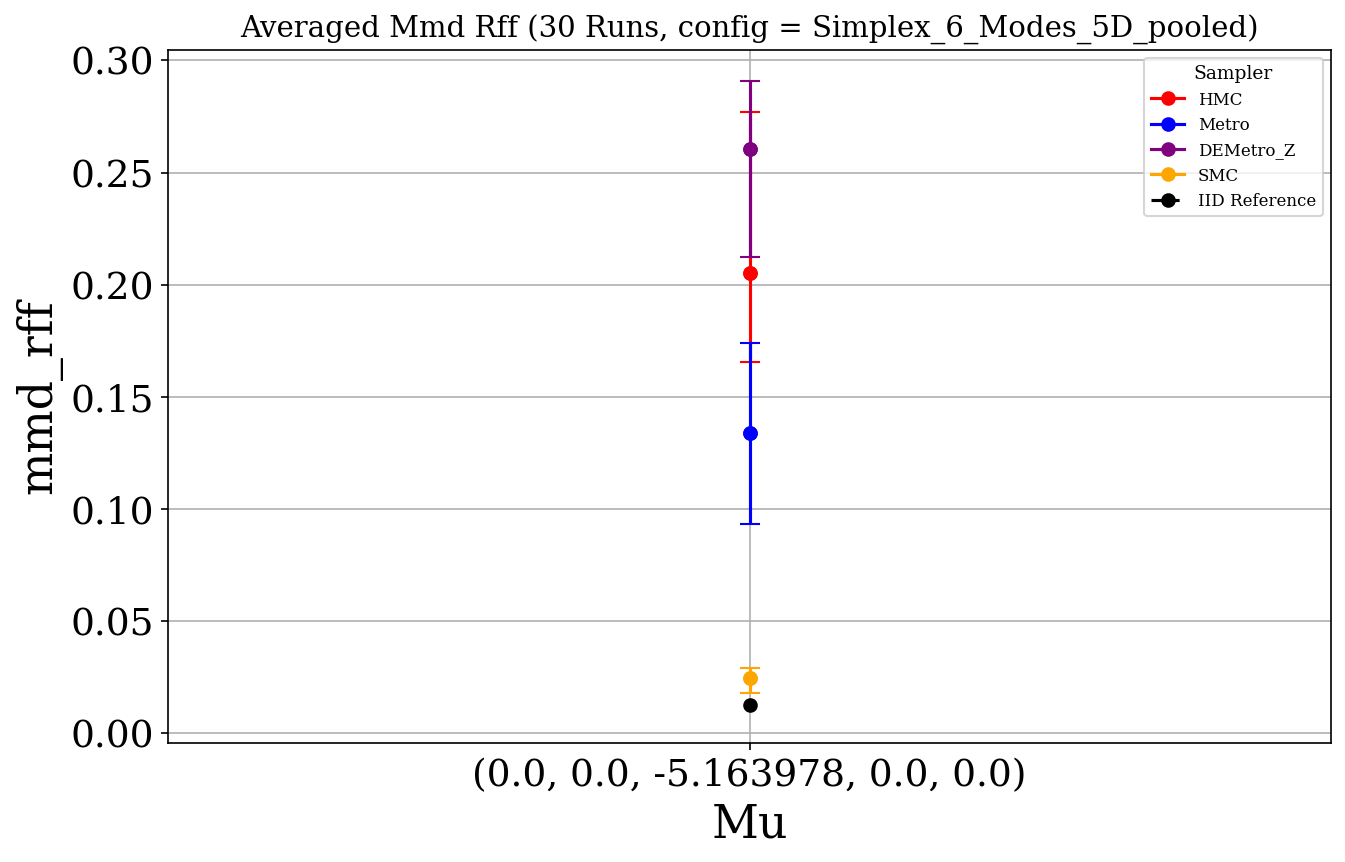 Averaged Mmd Rff (30 Runs, config = Simplex_6_Modes_5D_pooled)
Sampler
HMC
Metro
DEMetro_Z
SMC
IID Reference
mmd_rff
0.30
0.25
0.20
0.15
0.10
0.05
0.00
(0.0, 0.0, -5.163978, 0.0, 0.0)
Mu